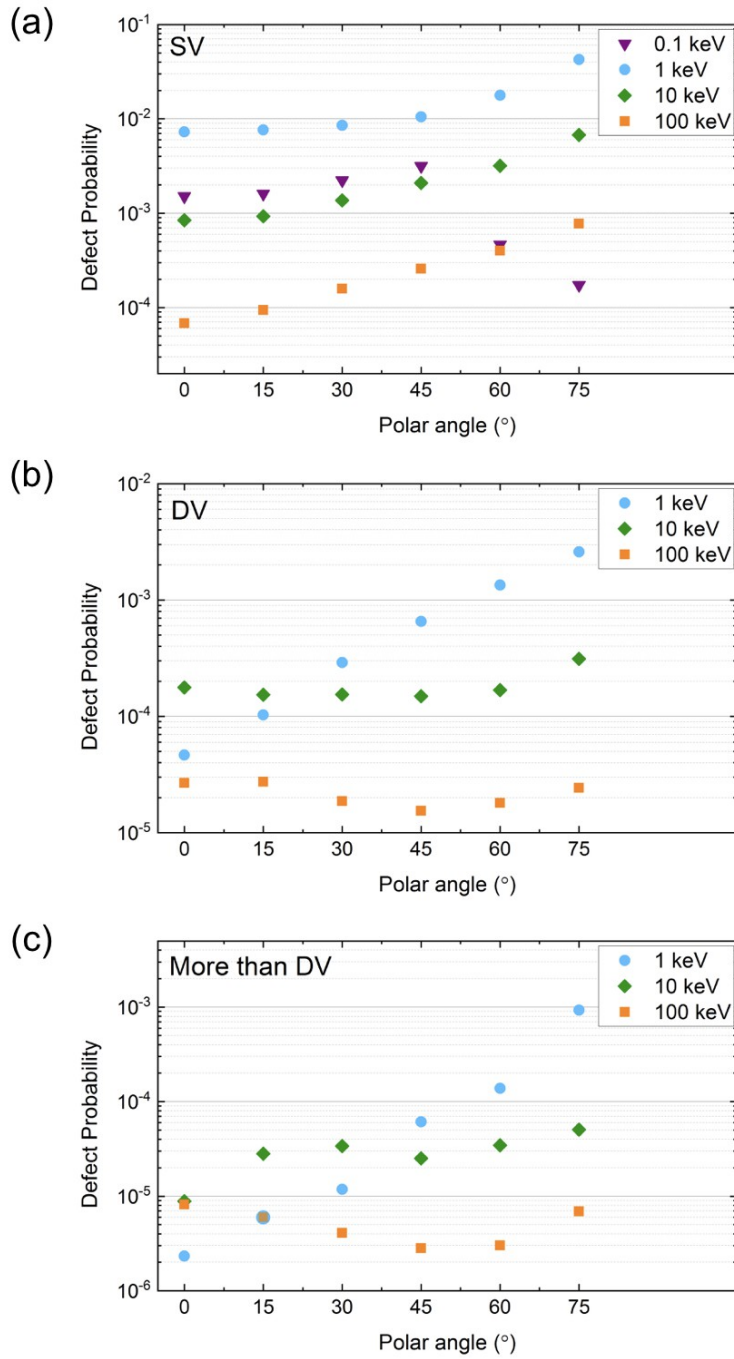 (a)
SV
0.1 keV
1 keV
10 keV
100 keV
10⁻¹
10⁻²
10⁻³
10⁻⁴
Defect Probability
0 15 30 45 60 75
Polar angle (°)
(b)
DV
1 keV
10 keV
100 keV
10⁻²
10⁻³
10⁻⁴
10⁻⁵
Defect Probability
0 15 30 45 60 75
Polar angle (°)
(c)
More than DV
1 keV
10 keV
100 keV
10⁻³
10⁻⁴
10⁻⁵
10⁻⁶
Defect Probability
0 15 30 45 60 75
Polar angle (°)